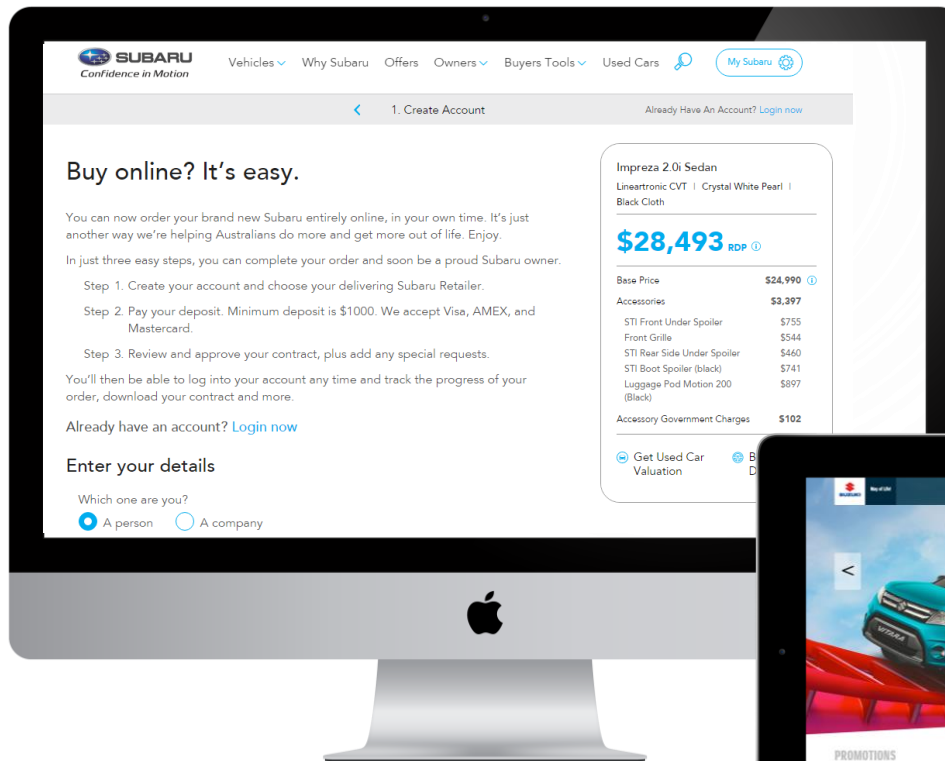 SUBARU
Confidence in Motion
Vehicles Why Subaru Offers Owners Buyers Tools Used Cars My Subaru
1. Create Account
Already Have An Account? Login now
Buy online? It's easy.
You can now order your brand new Subaru entirely online, in your own time. It's just
another way we're helping Australians do more and get more out of life. Enjoy.
In just three easy steps, you can complete your order and soon be a proud Subaru owner.
Step 1. Create your account and choose your delivering Subaru Retailer.
Step 2. Pay your deposit. Minimum deposit is $1000. We accept Visa, AMEX, and
Mastercard.
Step 3. Review and approve your contract, plus add any special requests.
You'll then be able to log into your account any time and track the progress of your
order, download your contract and more.
Already have an account? Login now
Enter your details
Which one are you?
A person A company
Impreza 2.0i Sedan
Lineartronic CVT | Crystal White Pearl |
Black Cloth
$28,493 RDP
Base Price $24,990
Accessories $3,397
STI Front Under Spoiler $755
Front Grille $544
STI Rear Side Under Spoiler $460
STI Boot Spoiler (black) $741
Luggage Pod Motion 200 $897
(Black)
Accessory Government Charges $102
Get Used Car B
Valuation D
SUZUKI Way of Life!
<
VITARA
PROMOTIONS